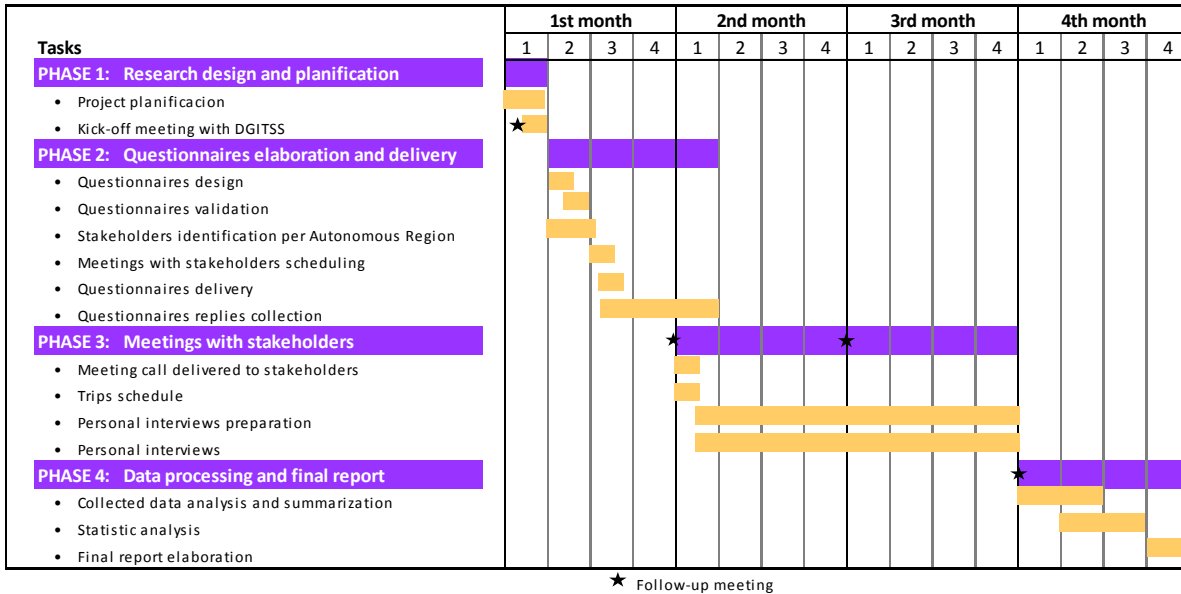 1st month 2nd month 3rd month 4th month
Tasks 1 2 3 4 1 2 3 4 1 2 3 4 1 2 3 4
PHASE 1: Research design and planification
• Project planificacion
• Kick-off meeting with DGITSS
PHASE 2: Questionnaires elaboration and delivery
• Questionnaires design
• Questionnaires validation
• Stakeholders identification per Autonomous Region
• Meetings with stakeholders scheduling
• Questionnaires delivery
• Questionnaires replies collection
PHASE 3: Meetings with stakeholders
• Meeting call delivered to stakeholders
• Trips schedule
• Personal interviews preparation
• Personal interviews
PHASE 4: Data processing and final report
• Collected data analysis and summarization
• Statistic analysis
• Final report elaboration
★ Follow-up meeting